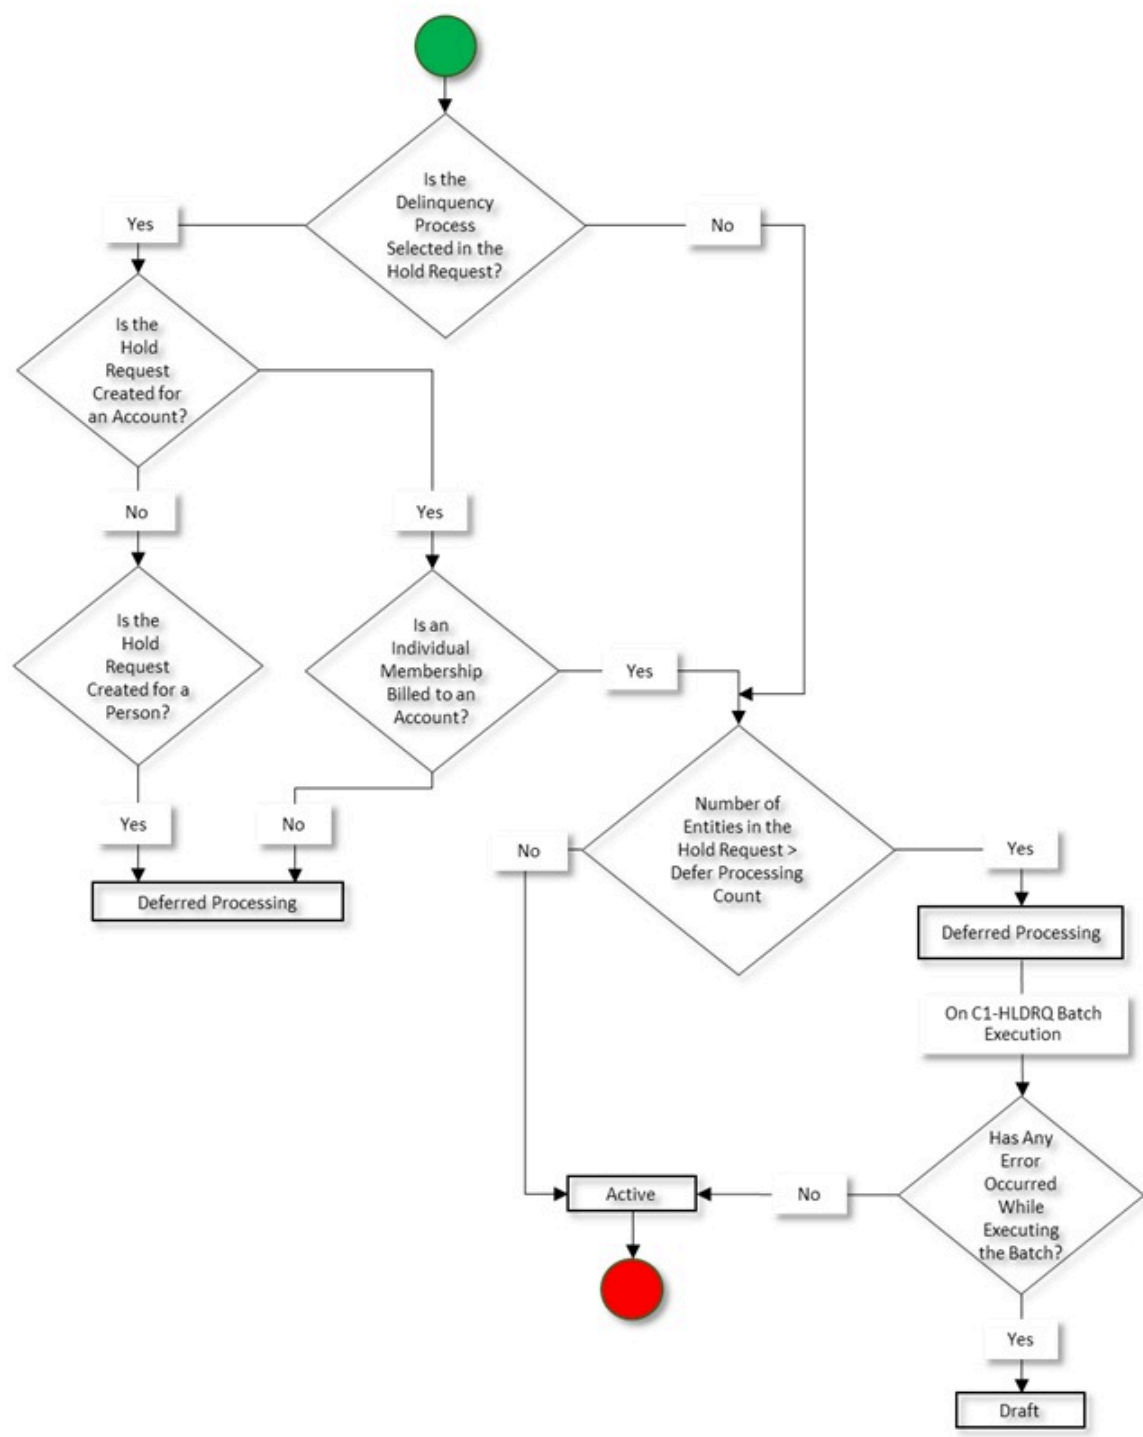 Is the
Delinquency
Process
Selected in the
Hold Request?
Yes
No
Is the
Hold
Request
Created for
an Account?
No
Yes
Is the
Hold
Request
Created for a
Person?
Is an
Individual
Membership
Billed to an
Account?
Yes
Yes
No
Deferred Processing
Number of
Entities in the
Hold Request >
Defer Processing
Count
No
Yes
Deferred Processing
On C1-HLDRQ Batch
Execution
Has Any
Error
Occurred
While
Executing
the Batch?
No
Active
Yes
Draft